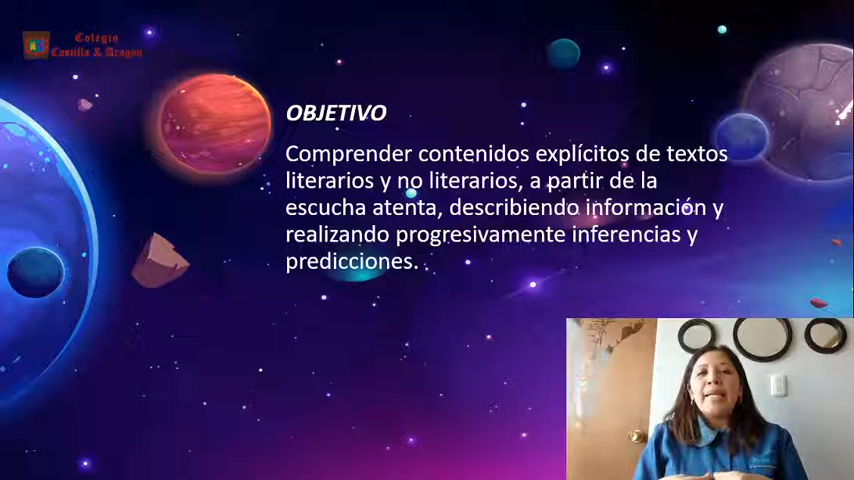 Colegio
Castilla & Aragon
OBJETIVO
Comprender contenidos explícitos de textos
literarios y no literarios, a partir de la
escucha atenta, describiendo información y
realizando progresivamente inferencias y
predicciones.